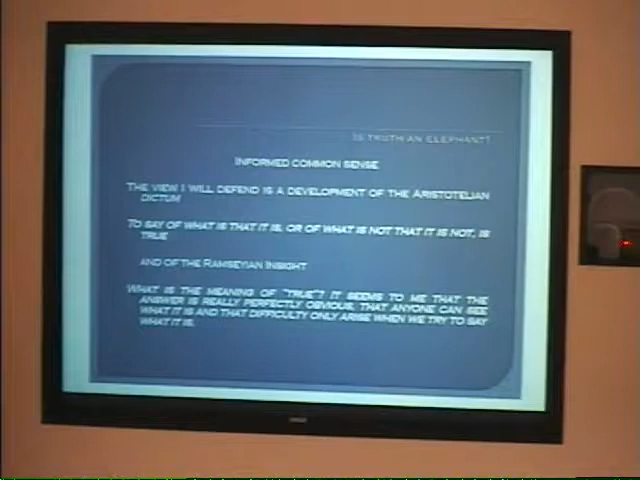 IS TRUTH AN ELEPHANT?
INFORMED COMMON SENSE
THE VIEW I WILL DEFEND IS A DEVELOPMENT OF THE ARISTOTELIAN
DICTUM
TO SAY OF WHAT IS THAT IT IS, OR OF WHAT IS NOT THAT IT IS NOT, IS
TRUE
AND OF THE RAMSEYIAN INSIGHT
WHAT IS THE MEANING OF "TRUE"? IT SEEMS TO ME THAT THE
ANSWER IS REALLY PERFECTLY OBVIOUS, THAT ANYONE CAN SEE
WHAT IT IS AND THAT DIFFICULTY ONLY ARISE WHEN WE TRY TO SAY
WHAT IT IS.